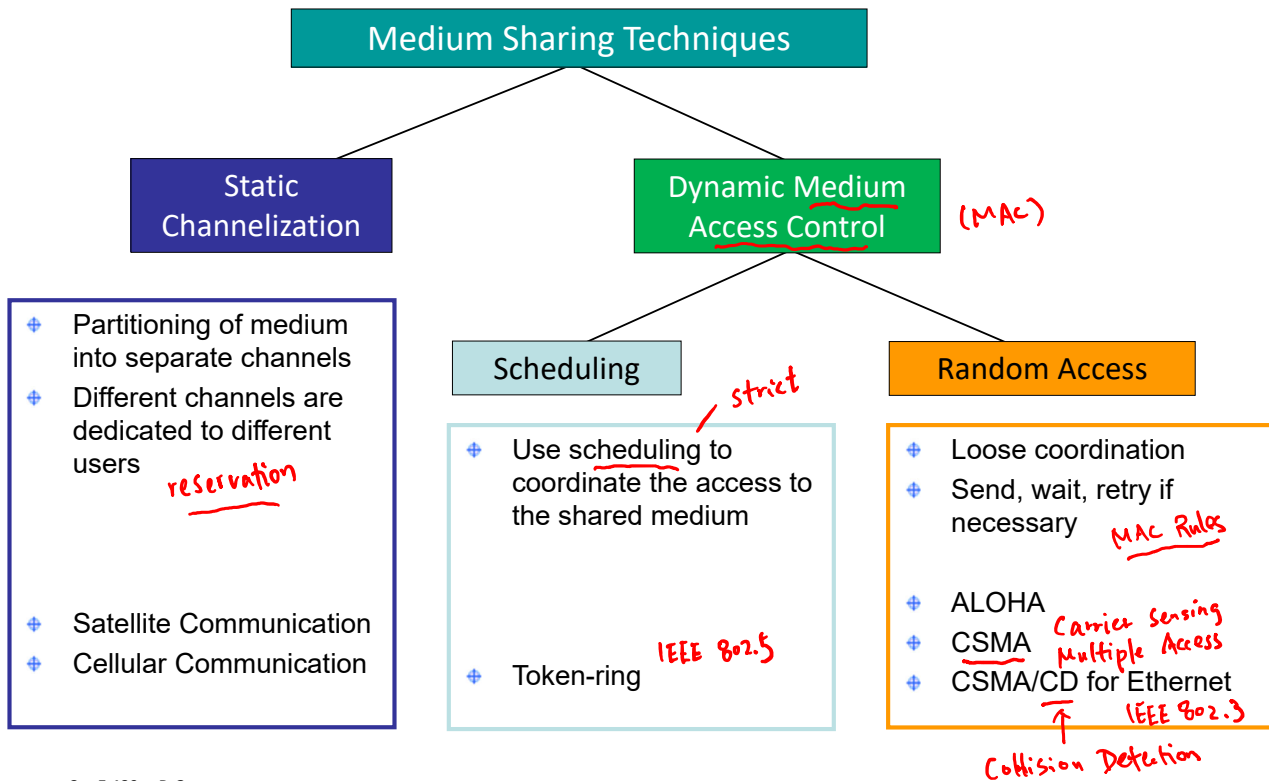 Medium Sharing Techniques
Static
Channelization
Dynamic Medium
Access Control
(MAC)
Partitioning of medium
into separate channels
Different channels are
dedicated to different
users
reservation
Satellite Communication
Cellular Communication
Scheduling
strict
Use scheduling to
coordinate the access to
the shared medium
IEEE 802.5
Token-ring
Random Access
Loose coordination
Send, wait, retry if
necessary
MAC Rules
ALOHA
CSMA
Carrier Sensing
Multiple Access
CSMA/CD for Ethernet
IEEE 802.3
Collision Detection